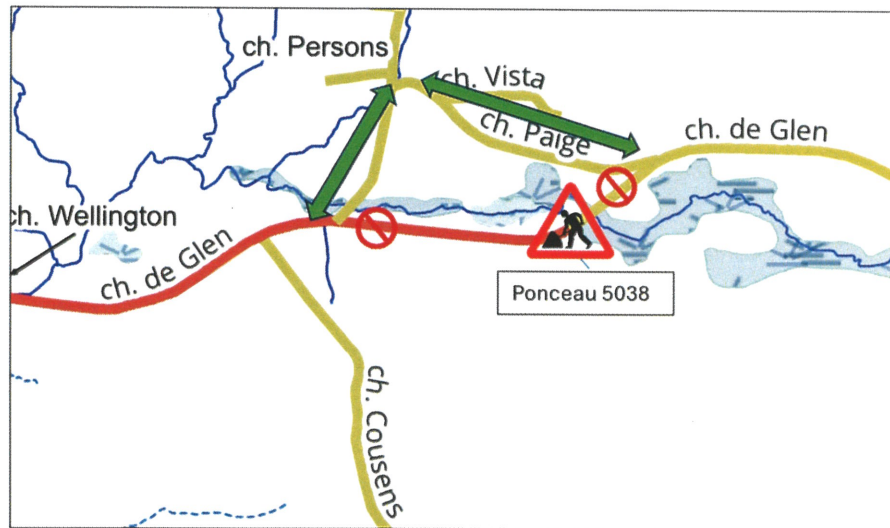 ch. Persons
ch. Vista
ch. Paige
ch. de Glen
ch. Wellington
ch. de Glen
Ponceau 5038
ch. Cousens